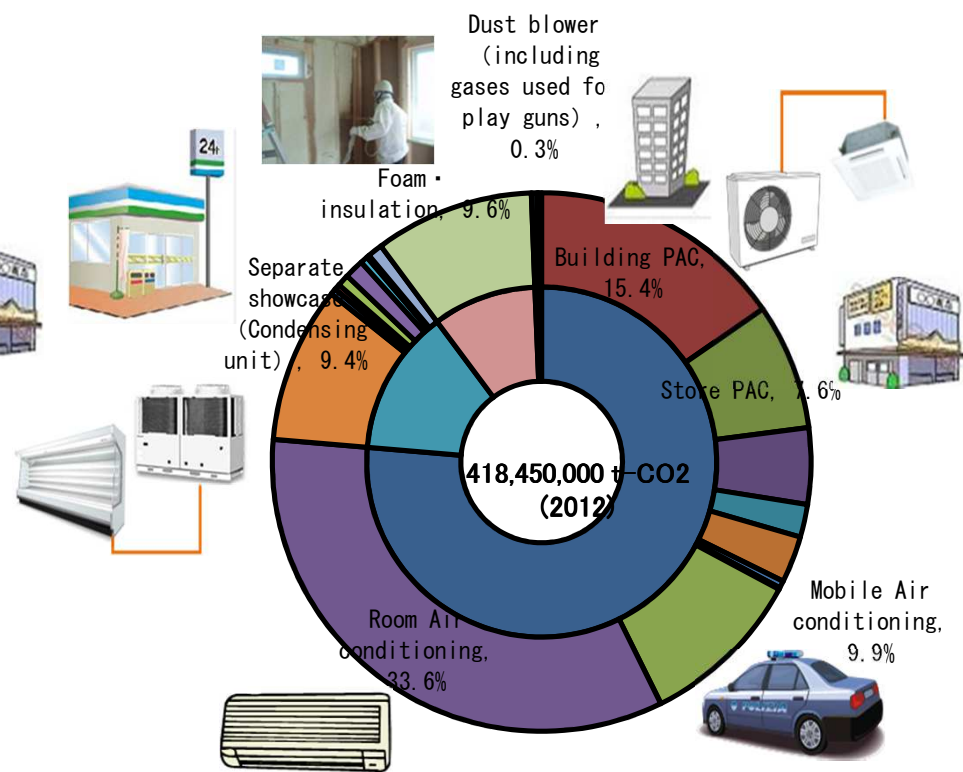 Dust blower
（including
gases used fo
play guns）,
0.3%
24h
Foam・
insulation, 9.6%
Building PAC,
15.4%
Separate
showcase
（Condensing
unit）, 9.4%
Store PAC, 7.6%
418,450,000 t-CO2
(2012)
Mobile Air
conditioning,
9.9%
Room Air
conditioning,
33.6%
POLIZIA